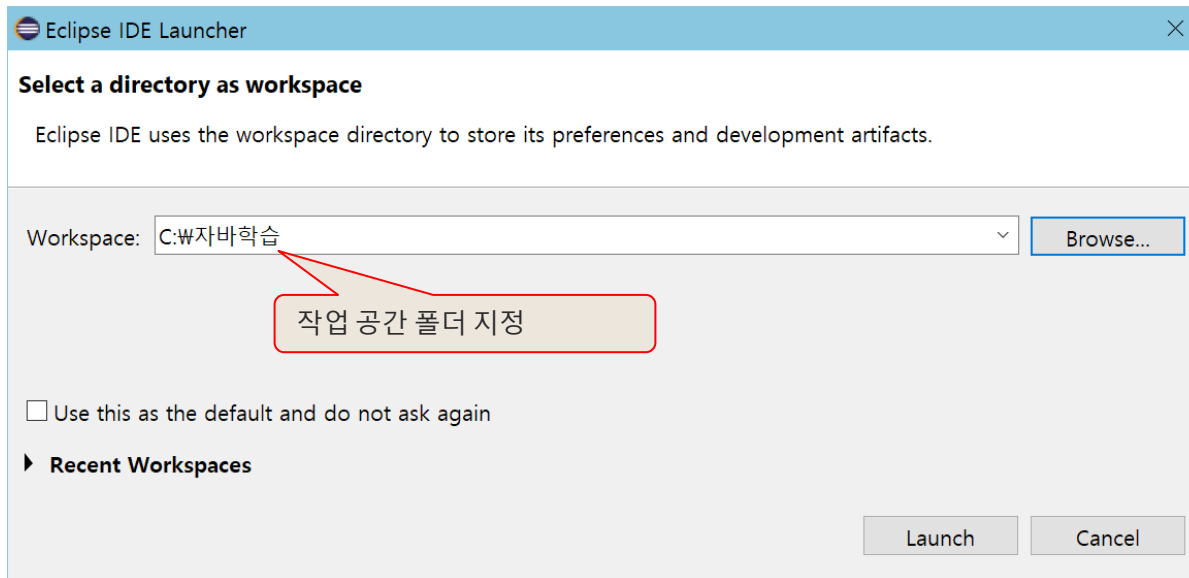 Eclipse IDE Launcher
Select a directory as workspace
Eclipse IDE uses the workspace directory to store its preferences and development artifacts.
Workspace: C:₩자바학습 Browse...
작업 공간 폴더 지정
Use this as the default and do not ask again
Recent Workspaces
Launch Cancel